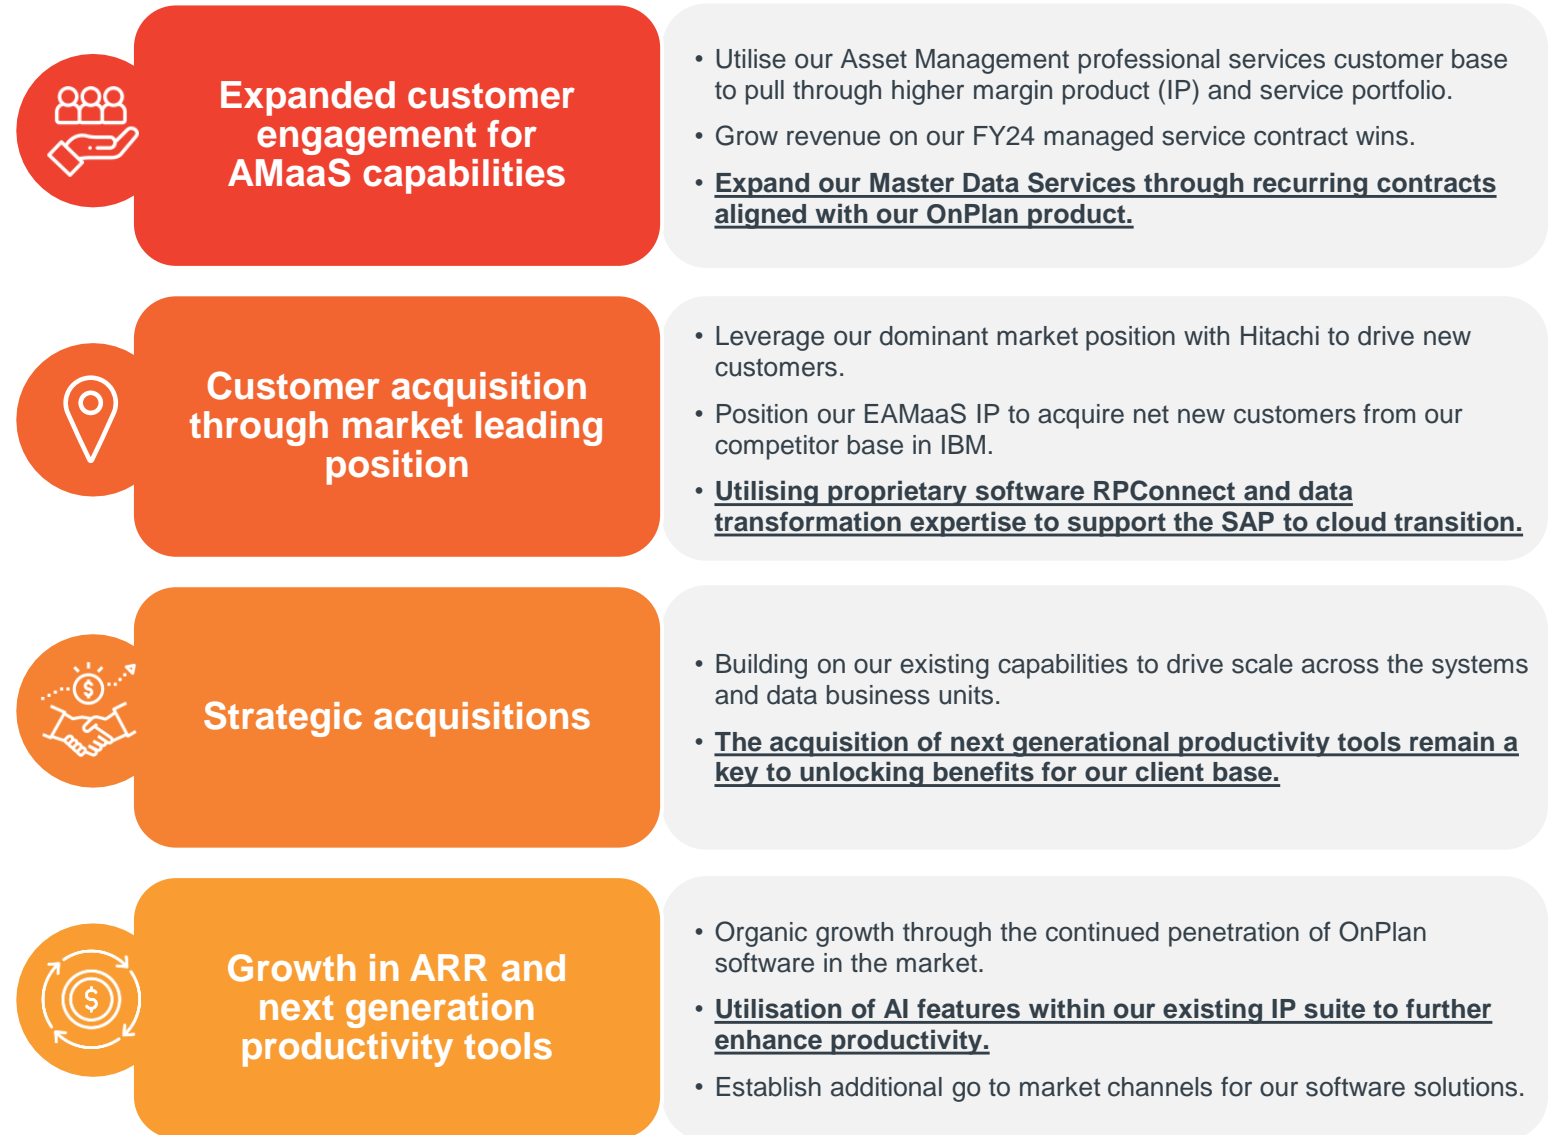 Expanded customer
engagement for
AMaaS capabilities
• Utilise our Asset Management professional services customer base
to pull through higher margin product (IP) and service portfolio.
• Grow revenue on our FY24 managed service contract wins.
• Expand our Master Data Services through recurring contracts
aligned with our OnPlan product.
Customer acquisition
through market leading
position
• Leverage our dominant market position with Hitachi to drive new
customers.
• Position our EAMaaS IP to acquire net new customers from our
competitor base in IBM.
• Utilising proprietary software RPConnect and data
transformation expertise to support the SAP to cloud transition.
Strategic acquisitions
• Building on our existing capabilities to drive scale across the systems
and data business units.
• The acquisition of next generational productivity tools remain a
key to unlocking benefits for our client base.
Growth in ARR and
next generation
productivity tools
• Organic growth through the continued penetration of OnPlan
software in the market.
• Utilisation of AI features within our existing IP suite to further
enhance productivity.
• Establish additional go to market channels for our software solutions.